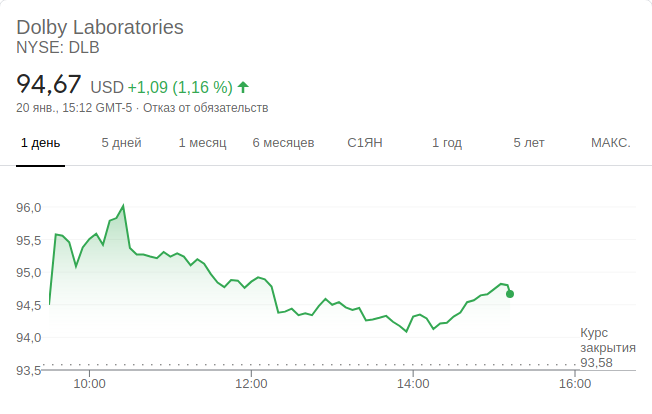 Dolby Laboratories
NYSE: DLB
94,67 USD +1,09 (1,16 %)
20 янв., 15:12 GMT-5 · Отказ от обязательств
1 день 5 дней 1 месяц 6 месяцев С1ЯН 1 год 5 лет МАКС.
96,0
95,5
95,0
94,5
94,0
93,5
Курс
закрытия
93,58
10:00 12:00 14:00 16:00